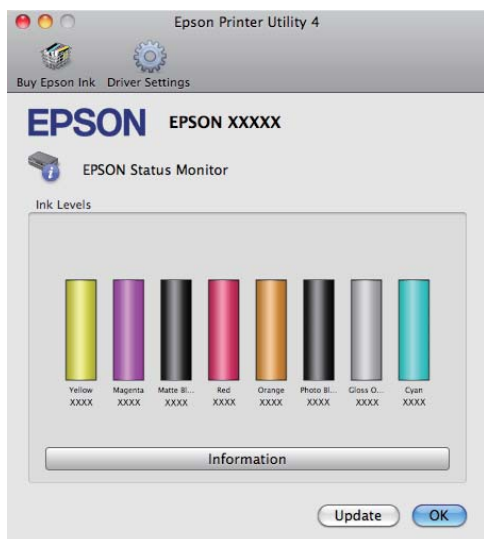 Epson Printer Utility 4
Buy Epson Ink Driver Settings
EPSON EPSON XXXXX
EPSON Status Monitor
Ink Levels
Yellow Magenta Matte Bl... Red Orange Photo Bl... Gloss O... Cyan
XXXX XXXX XXXX XXXX XXXX XXXX XXXX XXXX
Information
Update OK